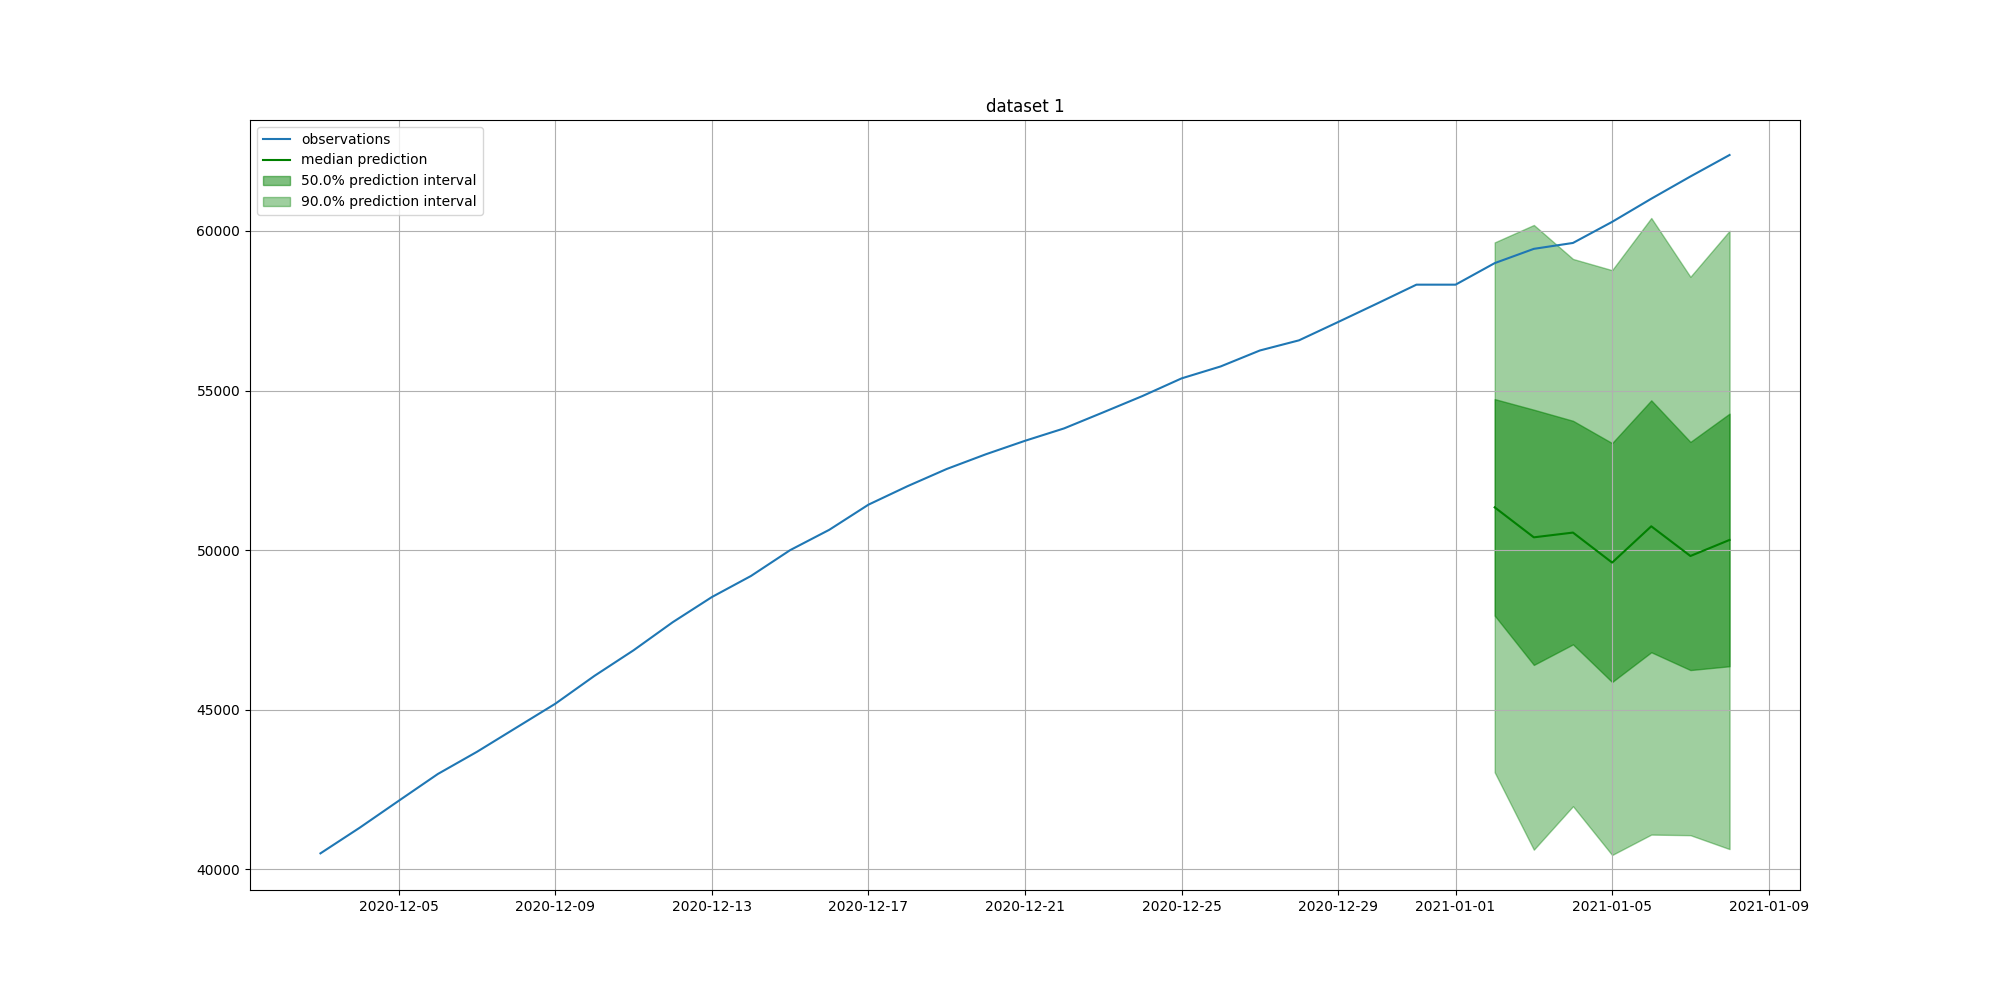 dataset 1
observations
median prediction
50.0% prediction interval
90.0% prediction interval
60000
55000
50000
45000
40000
2020-12-05 2020-12-09 2020-12-13 2020-12-17 2020-12-21 2020-12-25 2020-12-29 2021-01-01 2021-01-05 2021-01-09